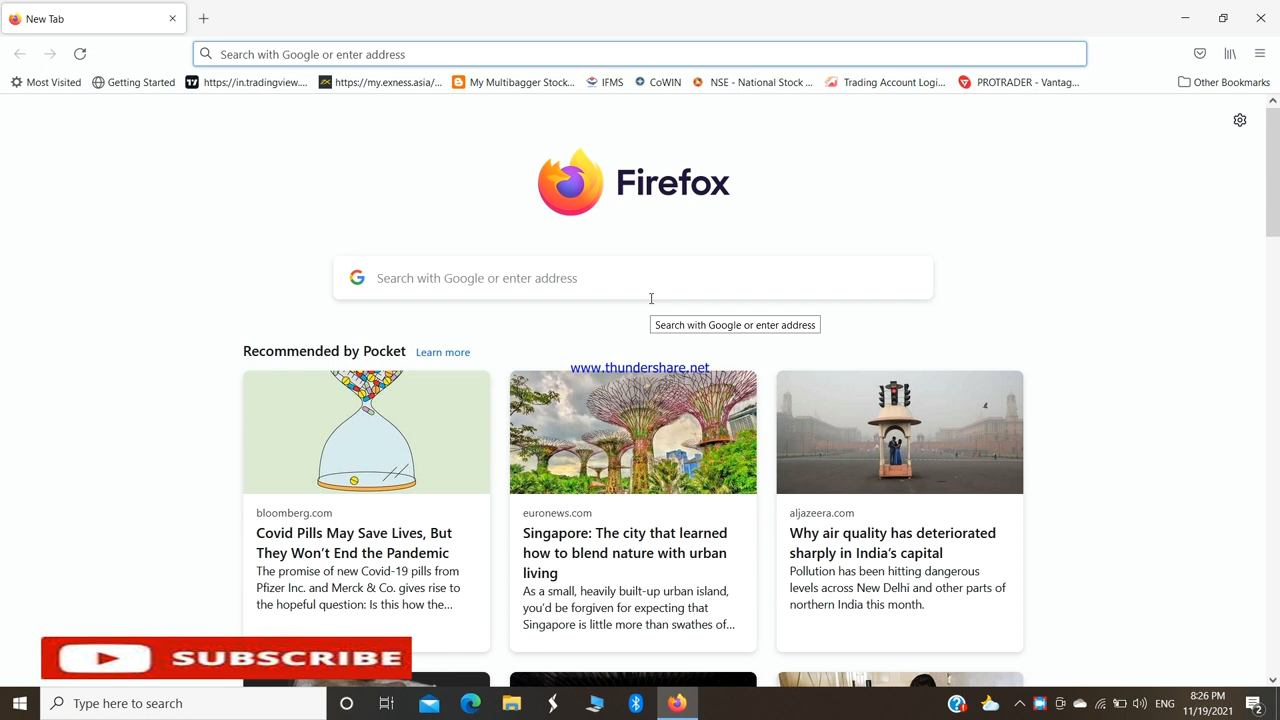 New Tab
Search with Google or enter address
Most Visited
Getting Started
https://in.tradingview....
https://my.exness.asia/...
My Multibagger Stock...
IFMS
CoWIN
NSE - National Stock ...
Trading Account Logi...
PROTRADER - Vantag...
Other Bookmarks
Firefox
Search with Google or enter address
Search with Google or enter address
Recommended by Pocket Learn more
www.thundershare.net
bloomberg.com
Covid Pills May Save Lives, But
They Won't End the Pandemic
The promise of new Covid-19 pills from
Pfizer Inc. and Merck & Co. gives rise to
the hopeful question: Is this how the...
euronews.com
Singapore: The city that learned
how to blend nature with urban
living
As a small, heavily built-up urban island,
you'd be forgiven for expecting that
Singapore is little more than swathes of...
aljazeera.com
Why air quality has deteriorated
sharply in India's capital
Pollution has been hitting dangerous
levels across New Delhi and other parts of
northern India this month.
SUBSCRIBE
Type here to search
ENG
8:26 PM
11/19/2021
2